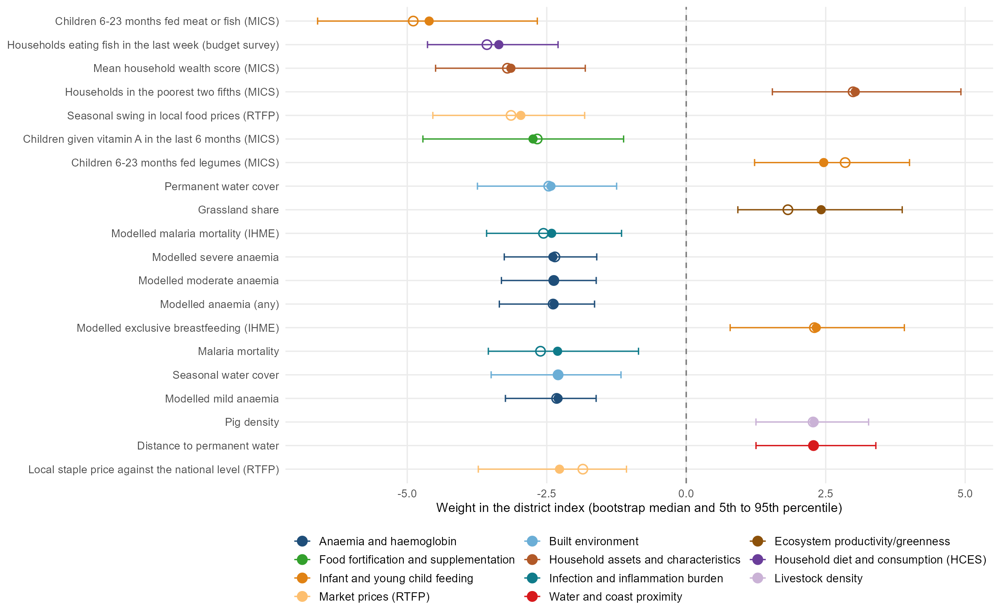 Children 6-23 months fed meat or fish (MICS)
Households eating fish in the last week (budget survey)
Mean household wealth score (MICS)
Households in the poorest two fifths (MICS)
Seasonal swing in local food prices (RTFP)
Children given vitamin A in the last 6 months (MICS)
Children 6-23 months fed legumes (MICS)
Permanent water cover
Grassland share
Modelled malaria mortality (IHME)
Modelled severe anaemia
Modelled moderate anaemia
Modelled anaemia (any)
Modelled exclusive breastfeeding (IHME)
Malaria mortality
Seasonal water cover
Modelled mild anaemia
Pig density
Distance to permanent water
Local staple price against the national level (RTFP)
-5.0 -2.5 0.0 2.5 5.0
Weight in the district index (bootstrap median and 5th to 95th percentile)
Anaemia and haemoglobin Built environment Ecosystem productivity/greenness
Food fortification and supplementation Household assets and characteristics Household diet and consumption (HCES)
Infant and young child feeding Infection and inflammation burden Livestock density
Market prices (RTFP) Water and coast proximity